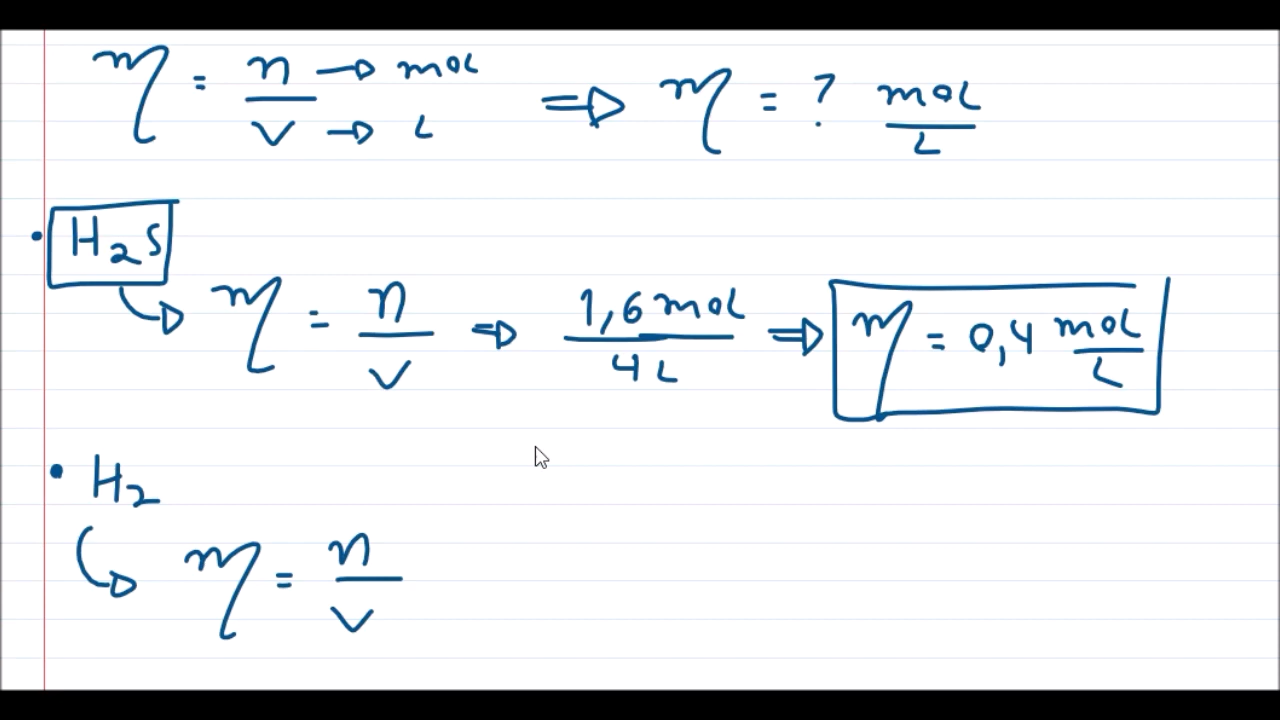 𝓂 = n/V → mol → L ⇒ 𝓂 = ? mol/L
• H₂S
𝓂 = n/V ⇒ 1,6 mol/4 L ⇒ 𝓂 = 0,4 mol/L
• H₂
𝓂 = n/V